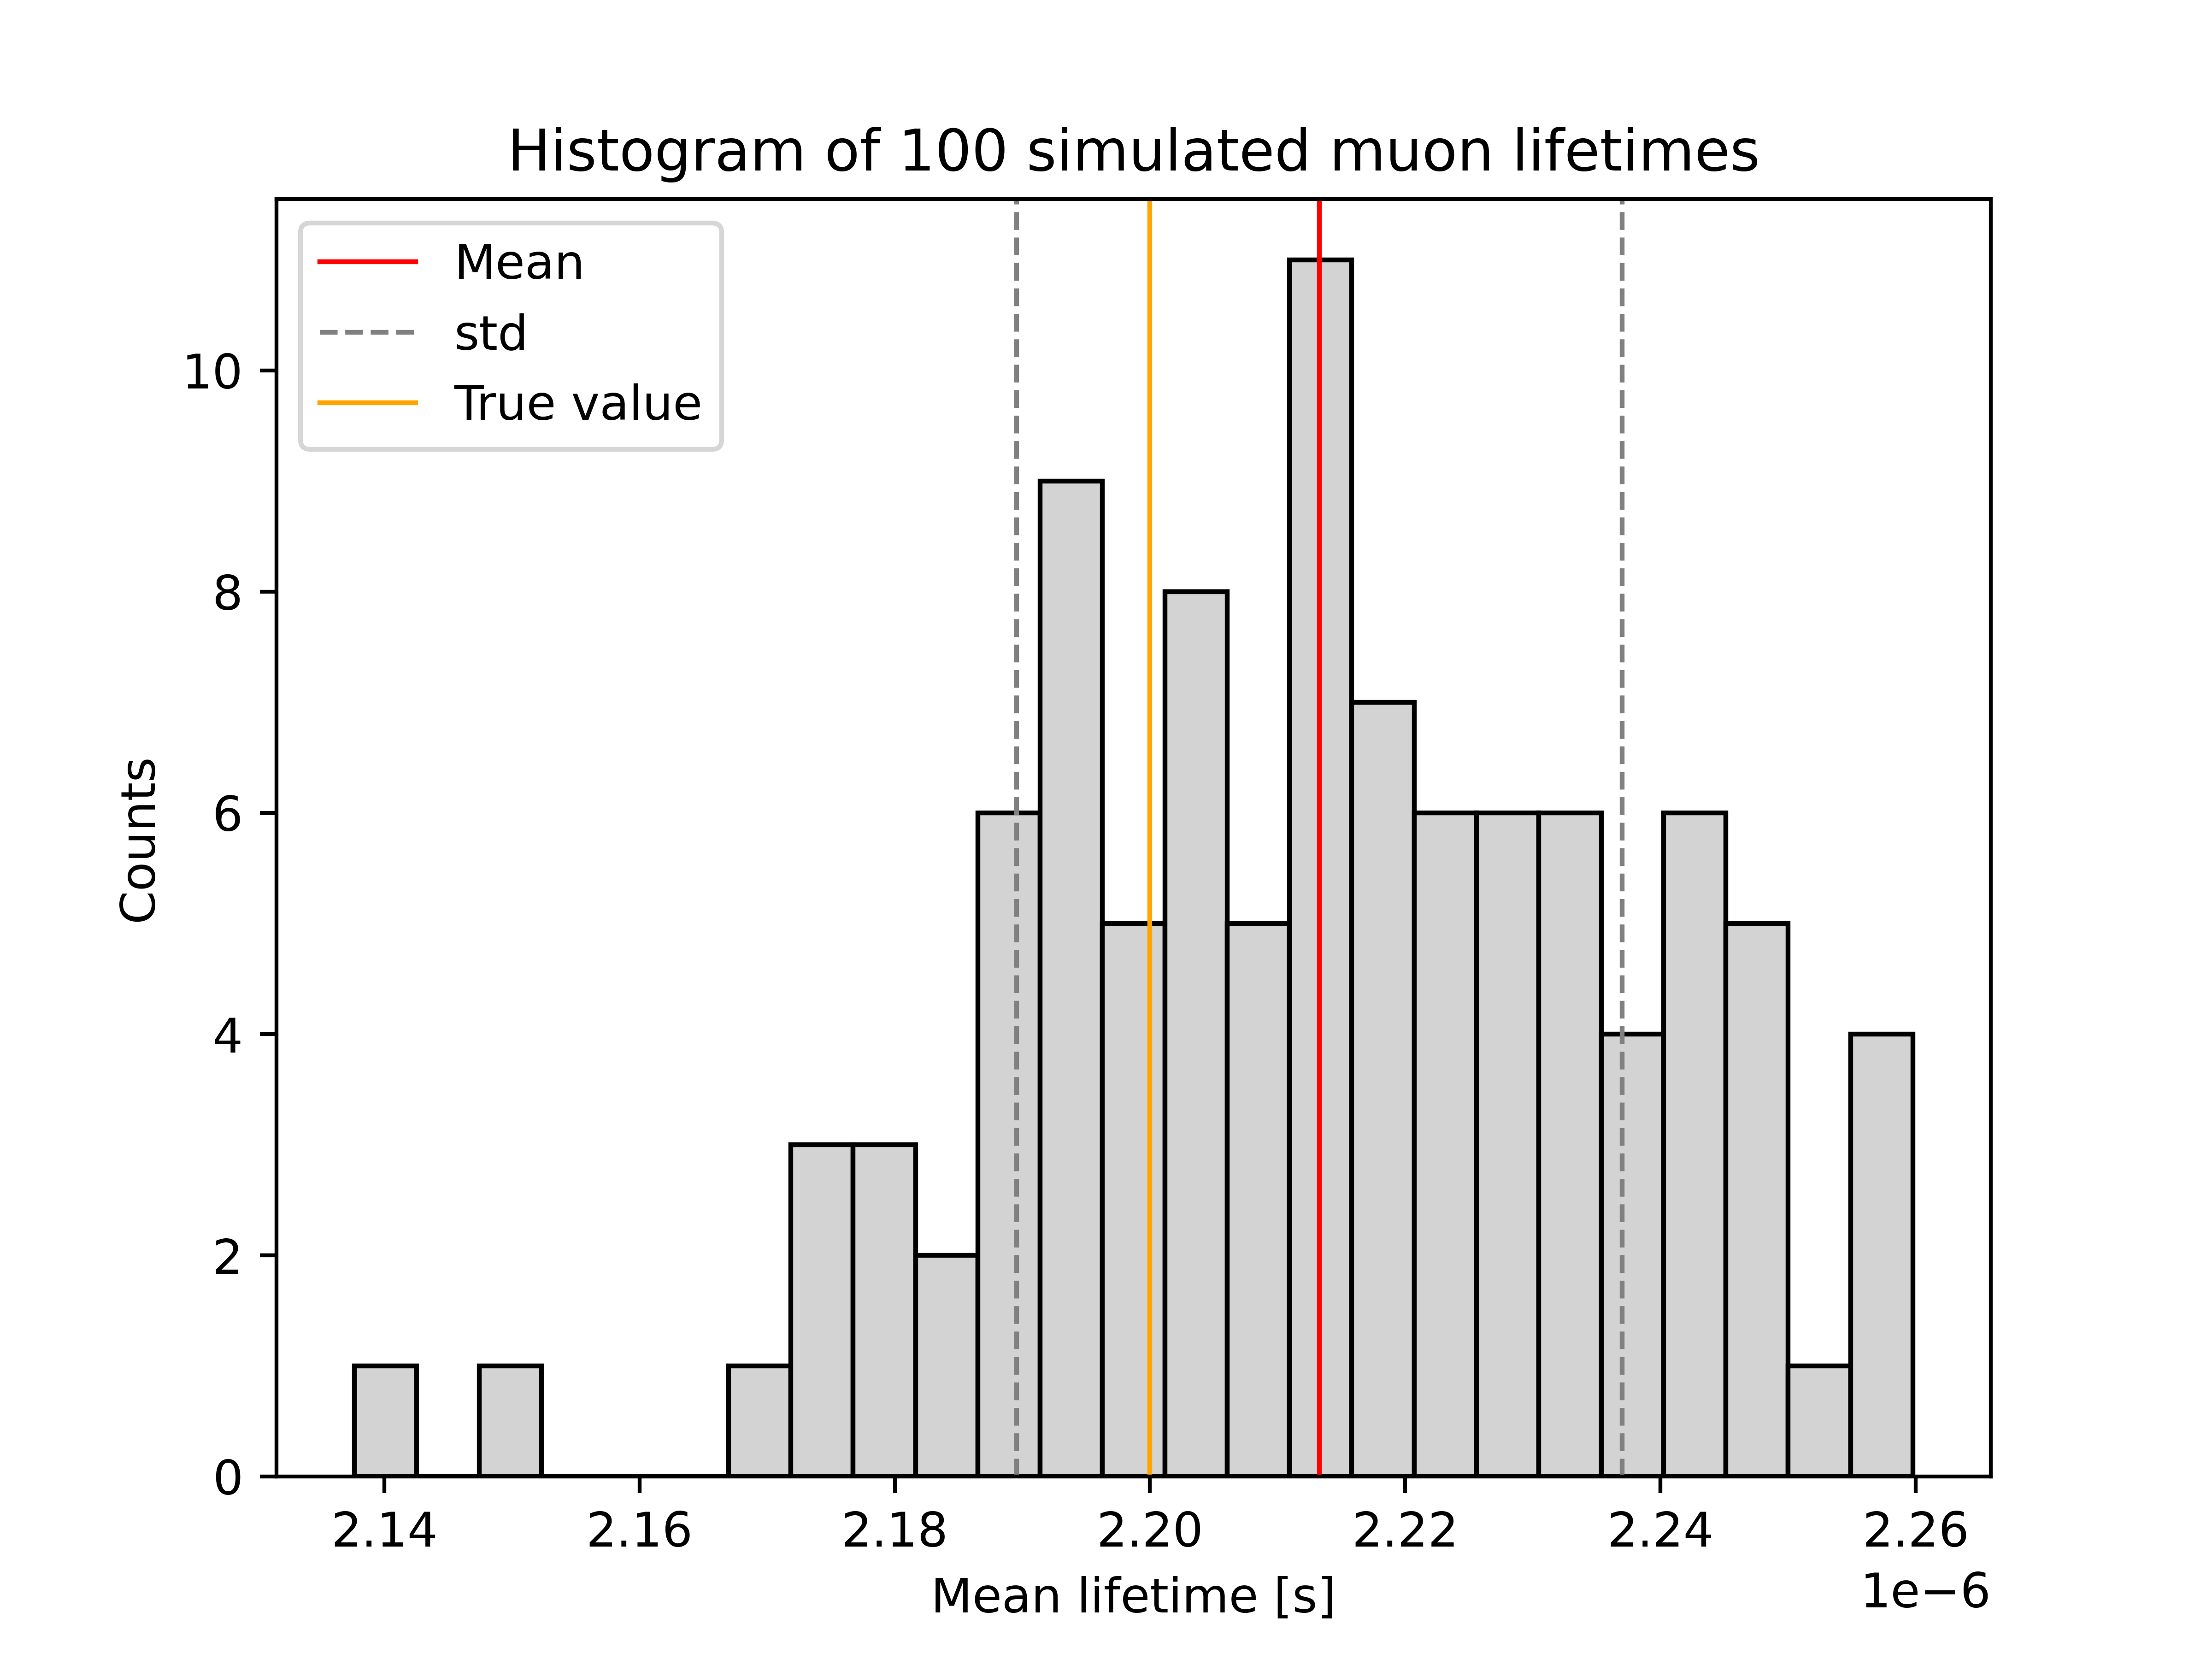 Histogram of 100 simulated muon lifetimes
Mean
std
True value
Counts
10
8
6
4
2
0
2.14 2.16 2.18 2.20 2.22 2.24 2.26
1e−6
Mean lifetime [s]